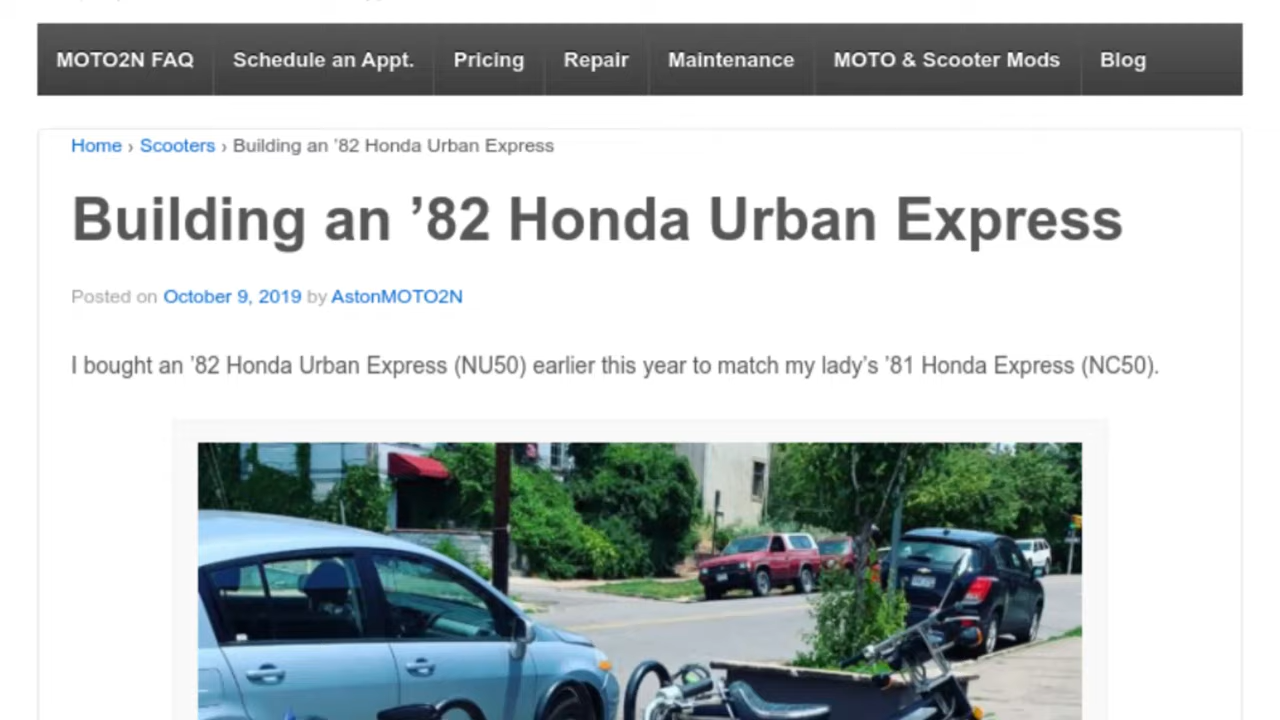 MOTO2N FAQ Schedule an Appt. Pricing Repair Maintenance MOTO & Scooter Mods Blog
Home › Scooters › Building an ’82 Honda Urban Express
Building an ’82 Honda Urban Express
Posted on October 9, 2019 by AstonMOTO2N
I bought an ’82 Honda Urban Express (NU50) earlier this year to match my lady’s ’81 Honda Express (NC50).